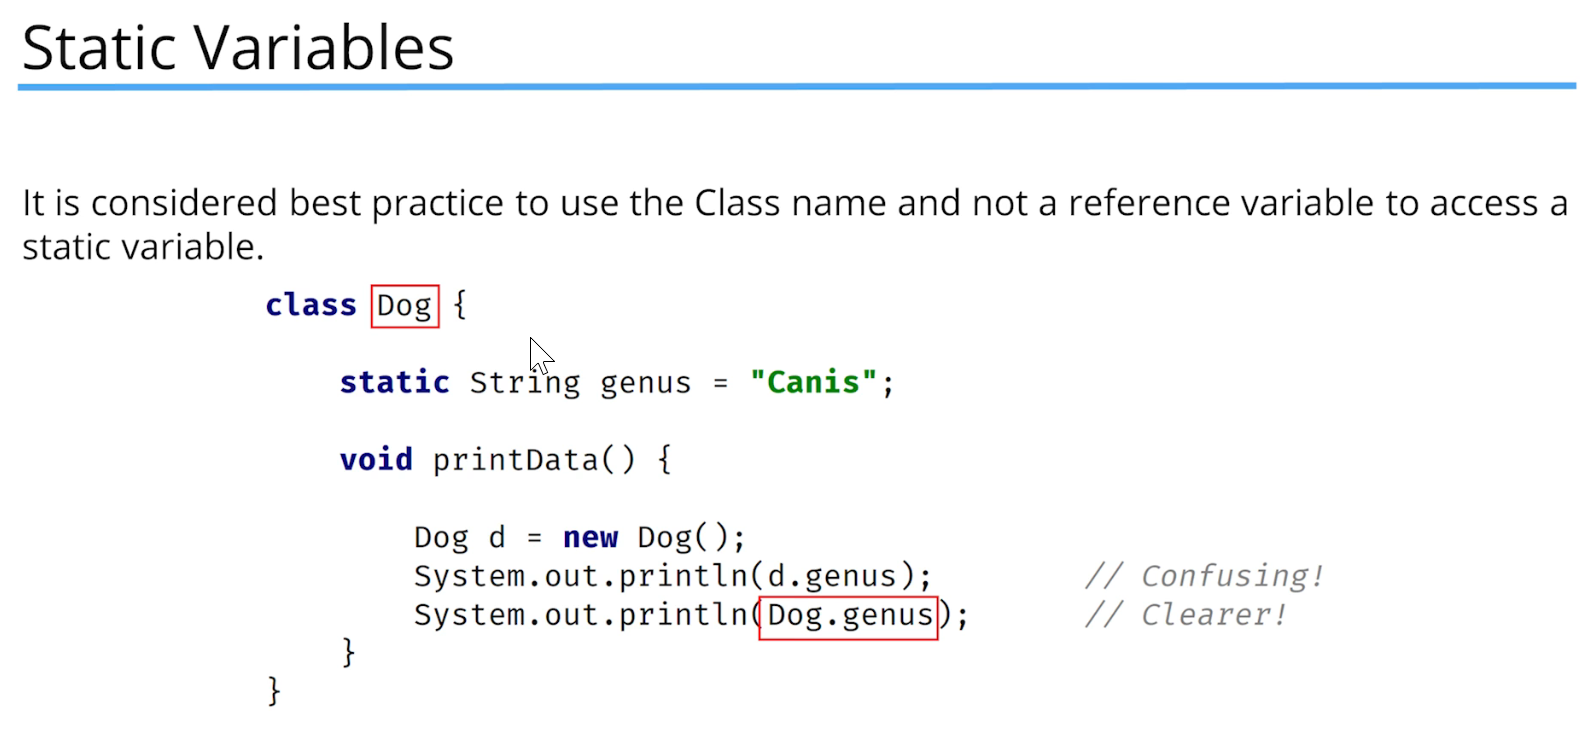 Static Variables
It is considered best practice to use the Class name and not a reference variable to access a
static variable.
class Dog {
static String genus = "Canis";
void printData() {
Dog d = new Dog();
System.out.println(d.genus); // Confusing!
System.out.println(Dog.genus); // Clearer!
}
}